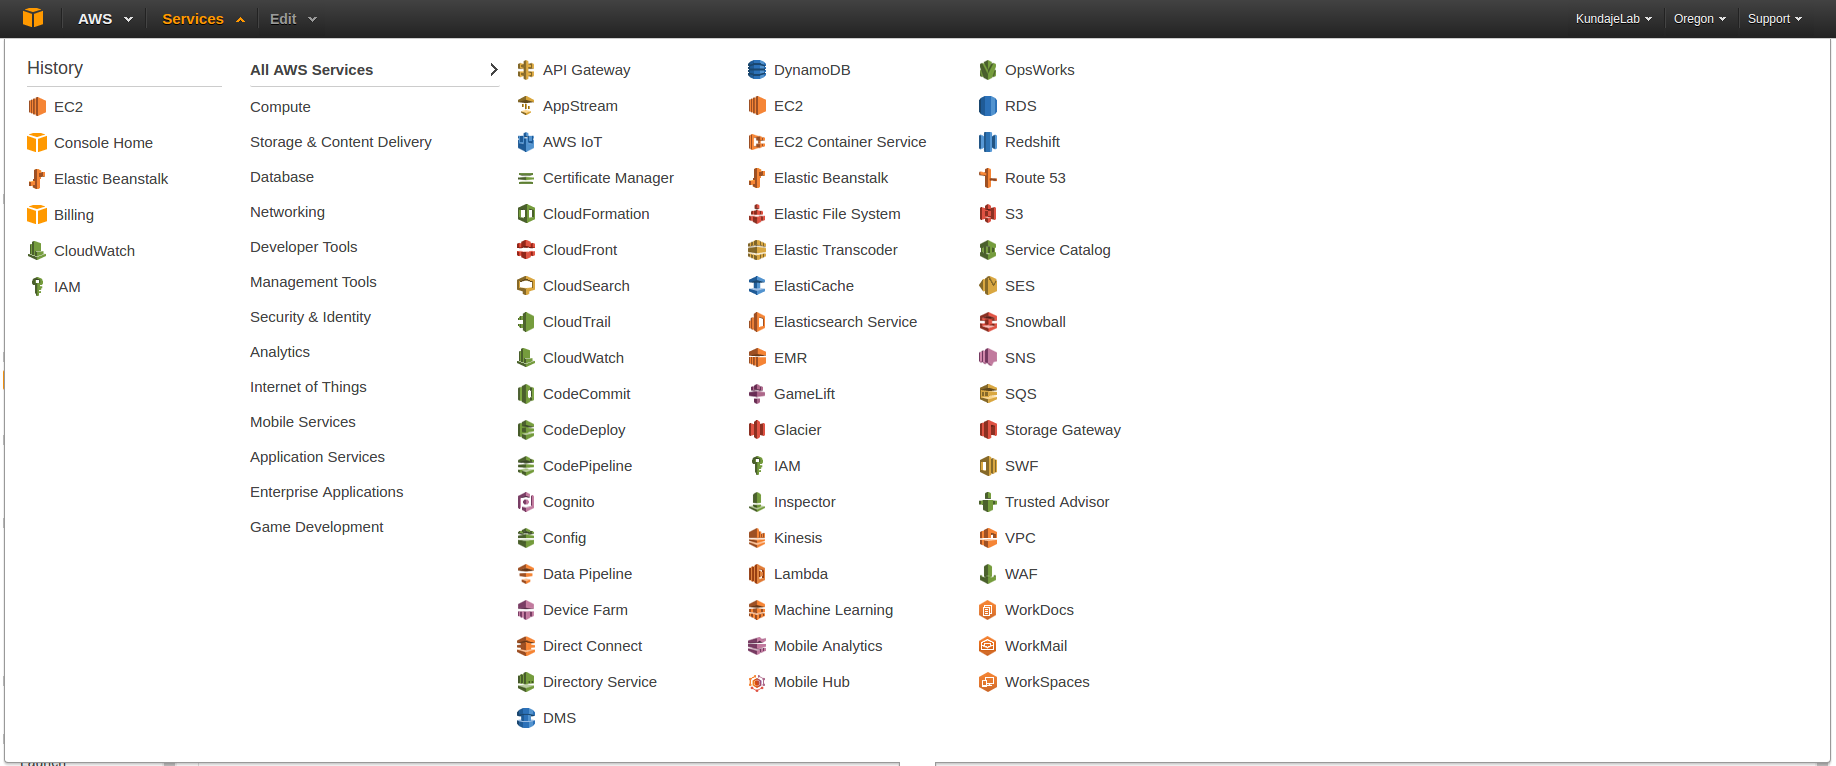 AWS Services Edit KundajeLab Oregon Support
History
EC2
Console Home
Elastic Beanstalk
Billing
CloudWatch
IAM
All AWS Services
Compute
Storage & Content Delivery
Database
Networking
Developer Tools
Management Tools
Security & Identity
Analytics
Internet of Things
Mobile Services
Application Services
Enterprise Applications
Game Development
API Gateway
AppStream
AWS IoT
Certificate Manager
CloudFormation
CloudFront
CloudSearch
CloudTrail
CloudWatch
CodeCommit
CodeDeploy
CodePipeline
Cognito
Config
Data Pipeline
Device Farm
Direct Connect
Directory Service
DMS
DynamoDB
EC2
EC2 Container Service
Elastic Beanstalk
Elastic File System
Elastic Transcoder
ElastiCache
Elasticsearch Service
EMR
GameLift
Glacier
IAM
Inspector
Kinesis
Lambda
Machine Learning
Mobile Analytics
Mobile Hub
OpsWorks
RDS
Redshift
Route 53
S3
Service Catalog
SES
Snowball
SNS
SQS
Storage Gateway
SWF
Trusted Advisor
VPC
WAF
WorkDocs
WorkMail
WorkSpaces